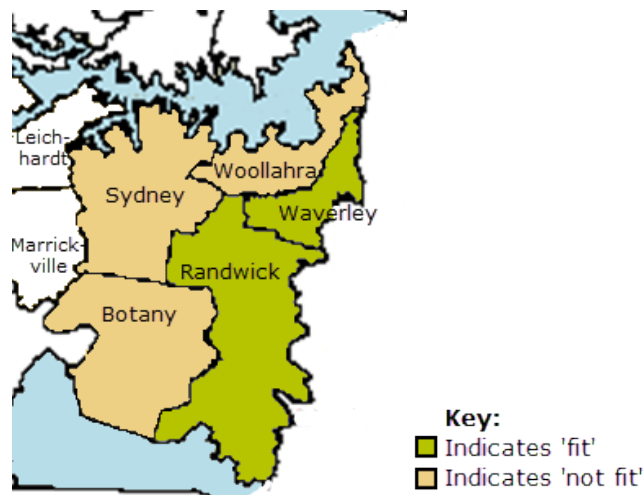 Leich-
hardt
Woollahra
Sydney
Waverley
Marrick-
ville
Randwick
Botany
Key:
Indicates 'fit'
Indicates 'not fit'